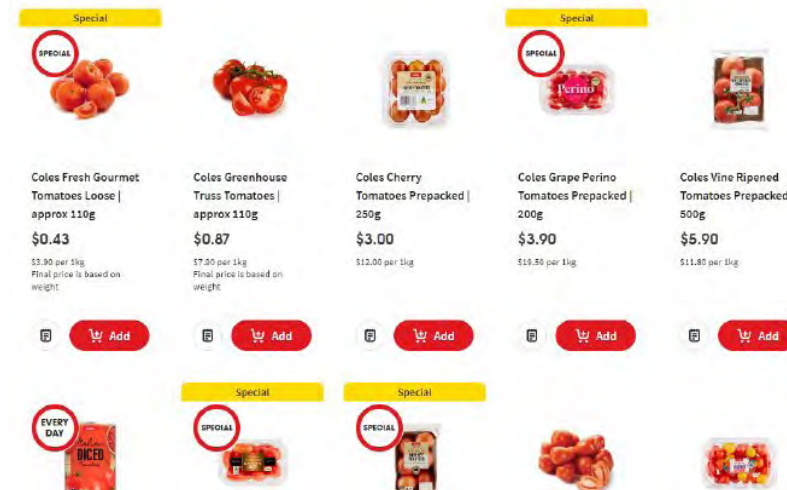 Special
Special
SPECIAL
SPECIAL
Perino
Coles Fresh Gourmet
Tomatoes Loose |
approx 110g
$0.43
$3.90 per 1kg
Final price is based on
weight
Add
Coles Greenhouse
Truss Tomatoes |
approx 110g
$0.87
$7.90 per 1kg
Final price is based on
weight
Add
Coles Cherry
Tomatoes Prepacked |
250g
$3.00
$12.00 per 1kg
Add
Coles Grape Perino
Tomatoes Prepacked |
200g
$3.90
$19.50 per 1kg
Add
Coles Vine Ripened
Tomatoes Prepacked
500g
$5.90
$11.80 per 1kg
Add
Special
Special
EVERY
DAY
DICED
SPECIAL
SPECIAL